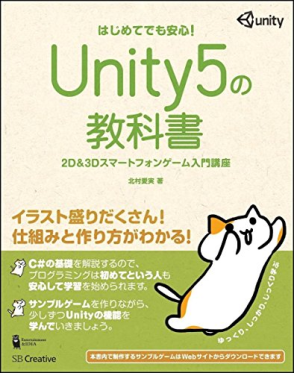 はじめてでも安心!
unity
Unity5の
教科書
2D&3Dスマートフォンゲーム入門講座
北村愛実 著
イラスト盛りだくさん!
仕組みと作り方がわかる!
C#の基礎を解説するので、
プログラミングは初めてという人も
安心して学習を始められます。
サンプルゲームを作りながら、
少しずつUnityの機能を
学んでいきましょう。
ゆっくり、しっかり、じっくり学ぶ
SB Creative
本書内で制作するサンプルゲームはWebサイトからダウンロードできます